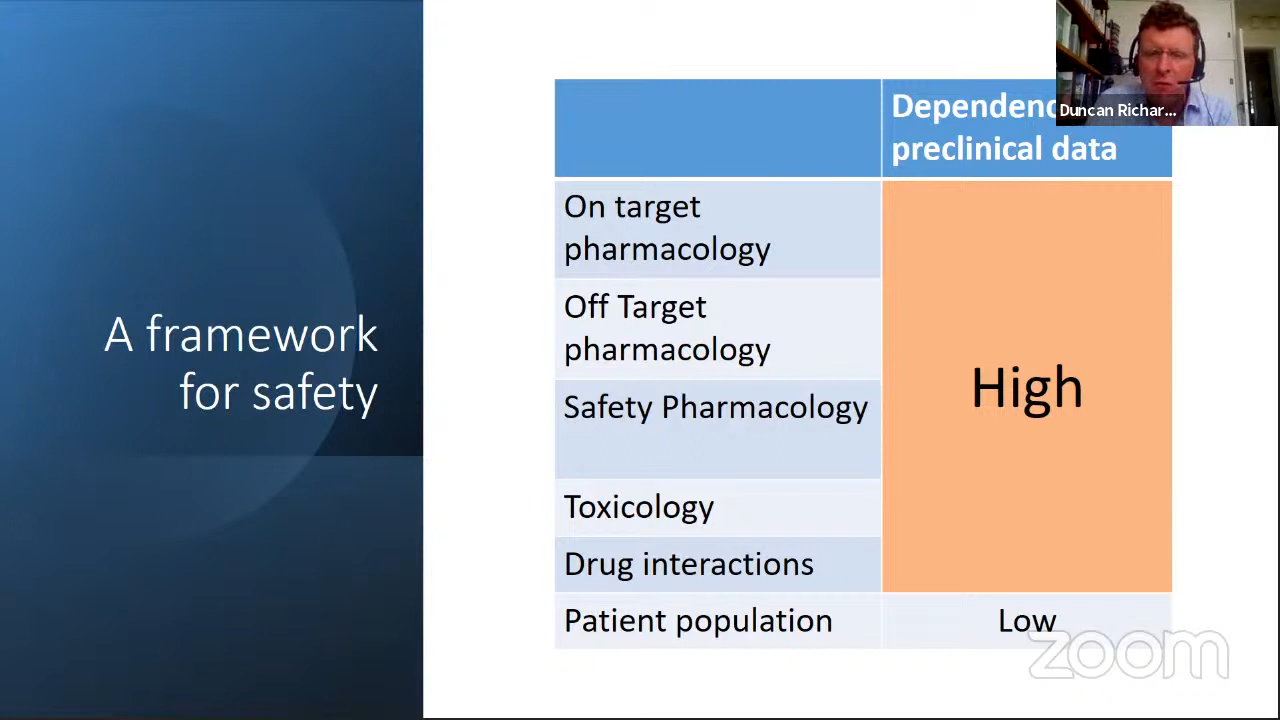 A framework
for safety
Dependenc
preclinical data
On target
pharmacology
Off Target
pharmacology
Safety Pharmacology
Toxicology
Drug interactions
High
Patient population
Low
Duncan Richar...
zoom